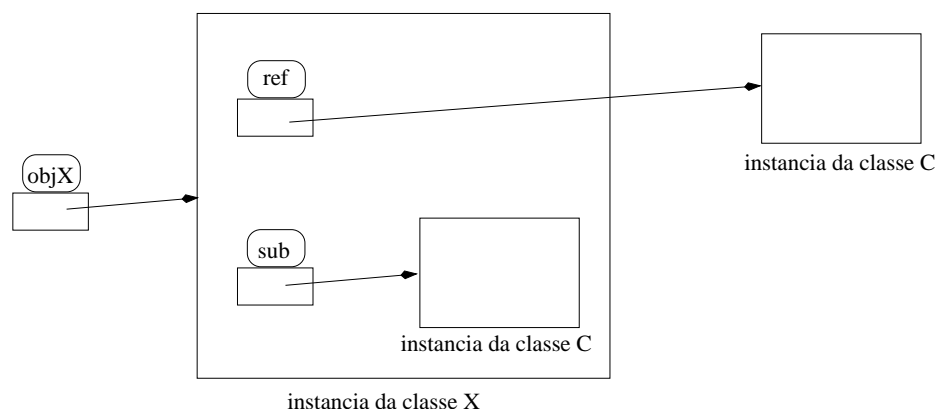 ref
instancia da classe C
objX
sub
instancia da classe C
instancia da classe X